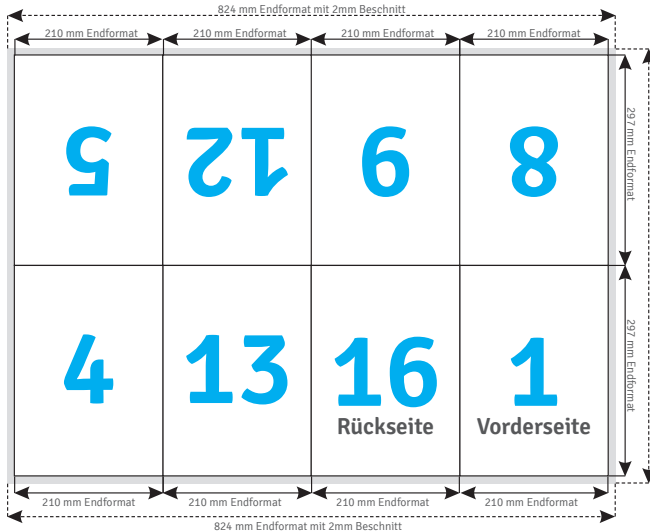 824 mm Endformat mit 2mm Beschnitt
210 mm Endformat 210 mm Endformat 210 mm Endformat 210 mm Endformat
5 12 9 8
297 mm Endformat
4 13 16 1
Rückseite Vorderseite
297 mm Endformat
210 mm Endformat 210 mm Endformat 210 mm Endformat 210 mm Endformat
824 mm Endformat mit 2mm Beschnitt